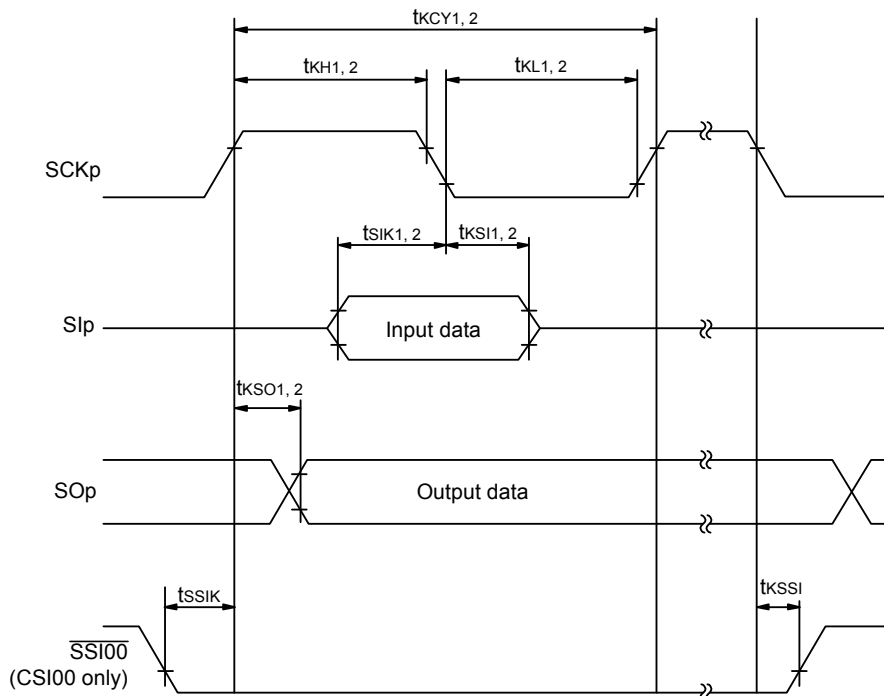 tKCY1, 2
tKH1, 2
tKL1, 2
SCKp
tSIK1, 2
tKSI1, 2
SIp
Input data
tKSO1, 2
SOp
Output data
tSSIK
tKSSI
SSI00
(CSI00 only)